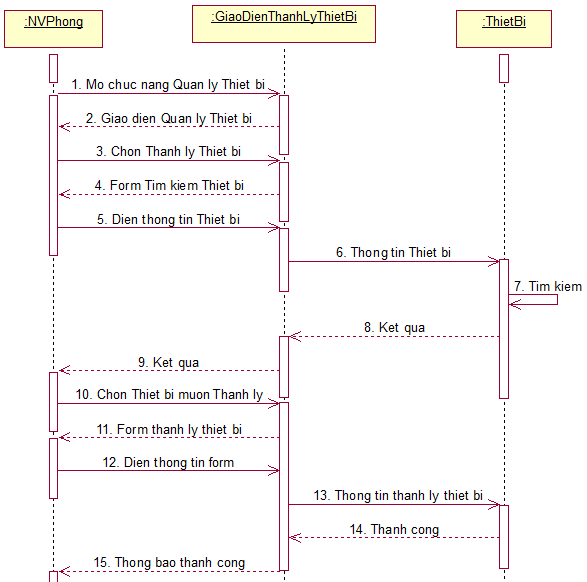 :NVPhong
:GiaoDienThanhLyThietBi
:ThietBi
1. Mo chuc nang Quan ly Thiet bi
2. Giao dien Quan ly Thiet bi
3. Chon Thanh ly Thiet bi
4. Form Tim kiem Thiet bi
5. Dien thong tin Thiet bi
6. Thong tin Thiet bi
7. Tim kiem
8. Ket qua
9. Ket qua
10. Chon Thiet bi muon Thanh ly
11. Form thanh ly thiet bi
12. Dien thong tin form
13. Thong tin thanh ly thiet bi
14. Thanh cong
15. Thong bao thanh cong